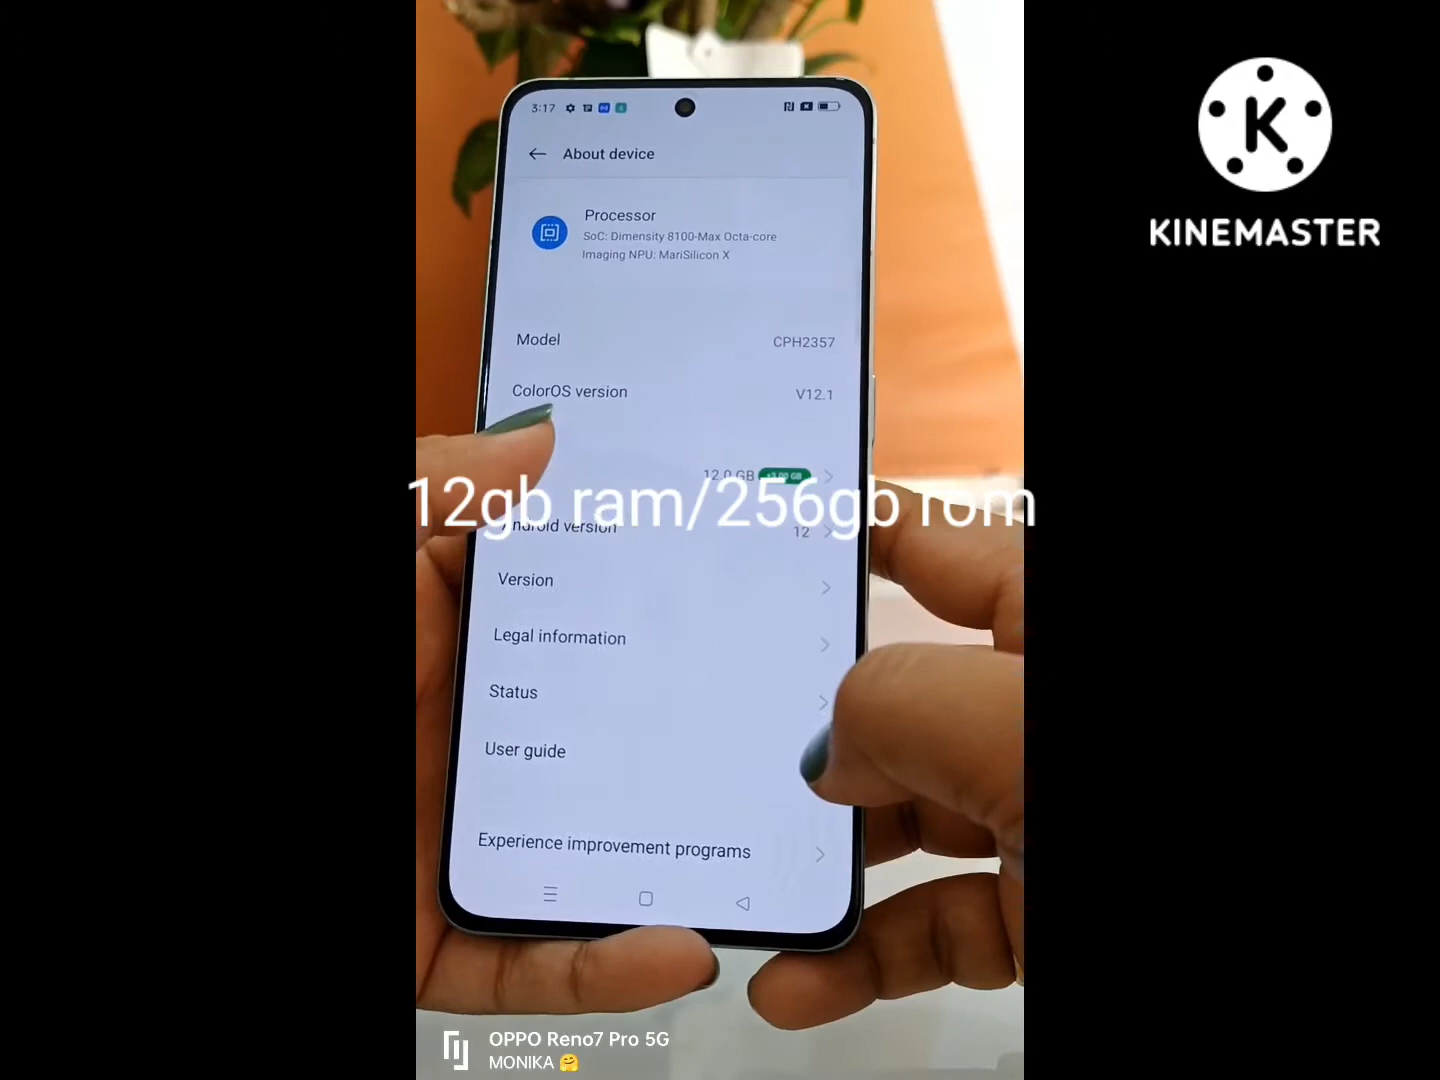 3:17
About device
Processor
SoC: Dimensity 8100-Max Octa-core
Imaging NPU: MariSilicon X
Model
CPH2357
ColorOS version
V12.1
12.0 GB
12gb ram/256gb rom
Android version
12
Version
Legal information
Status
User guide
Experience improvement programs
OPPO Reno7 Pro 5G
MONIKA 🤗
K
KINEMASTER